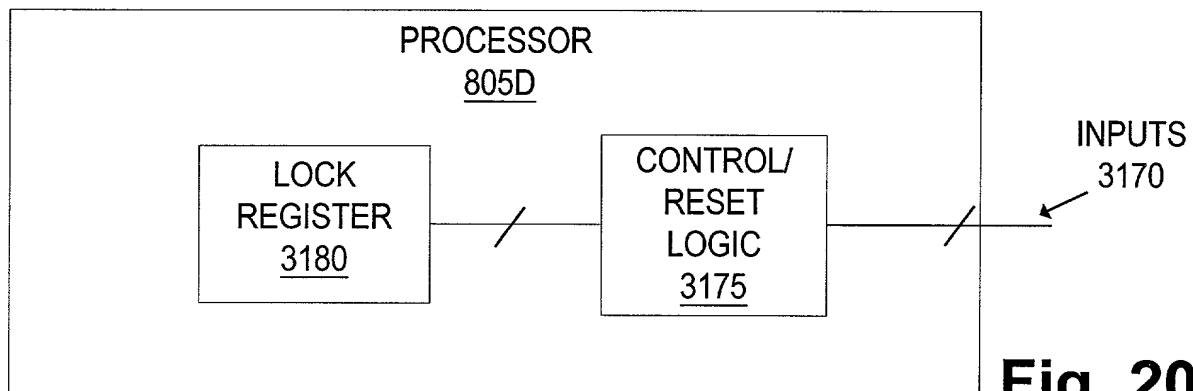 PROCESSOR
805D
LOCK
REGISTER
3180
CONTROL/
RESET
LOGIC
3175
INPUTS
3170
Fig. 20